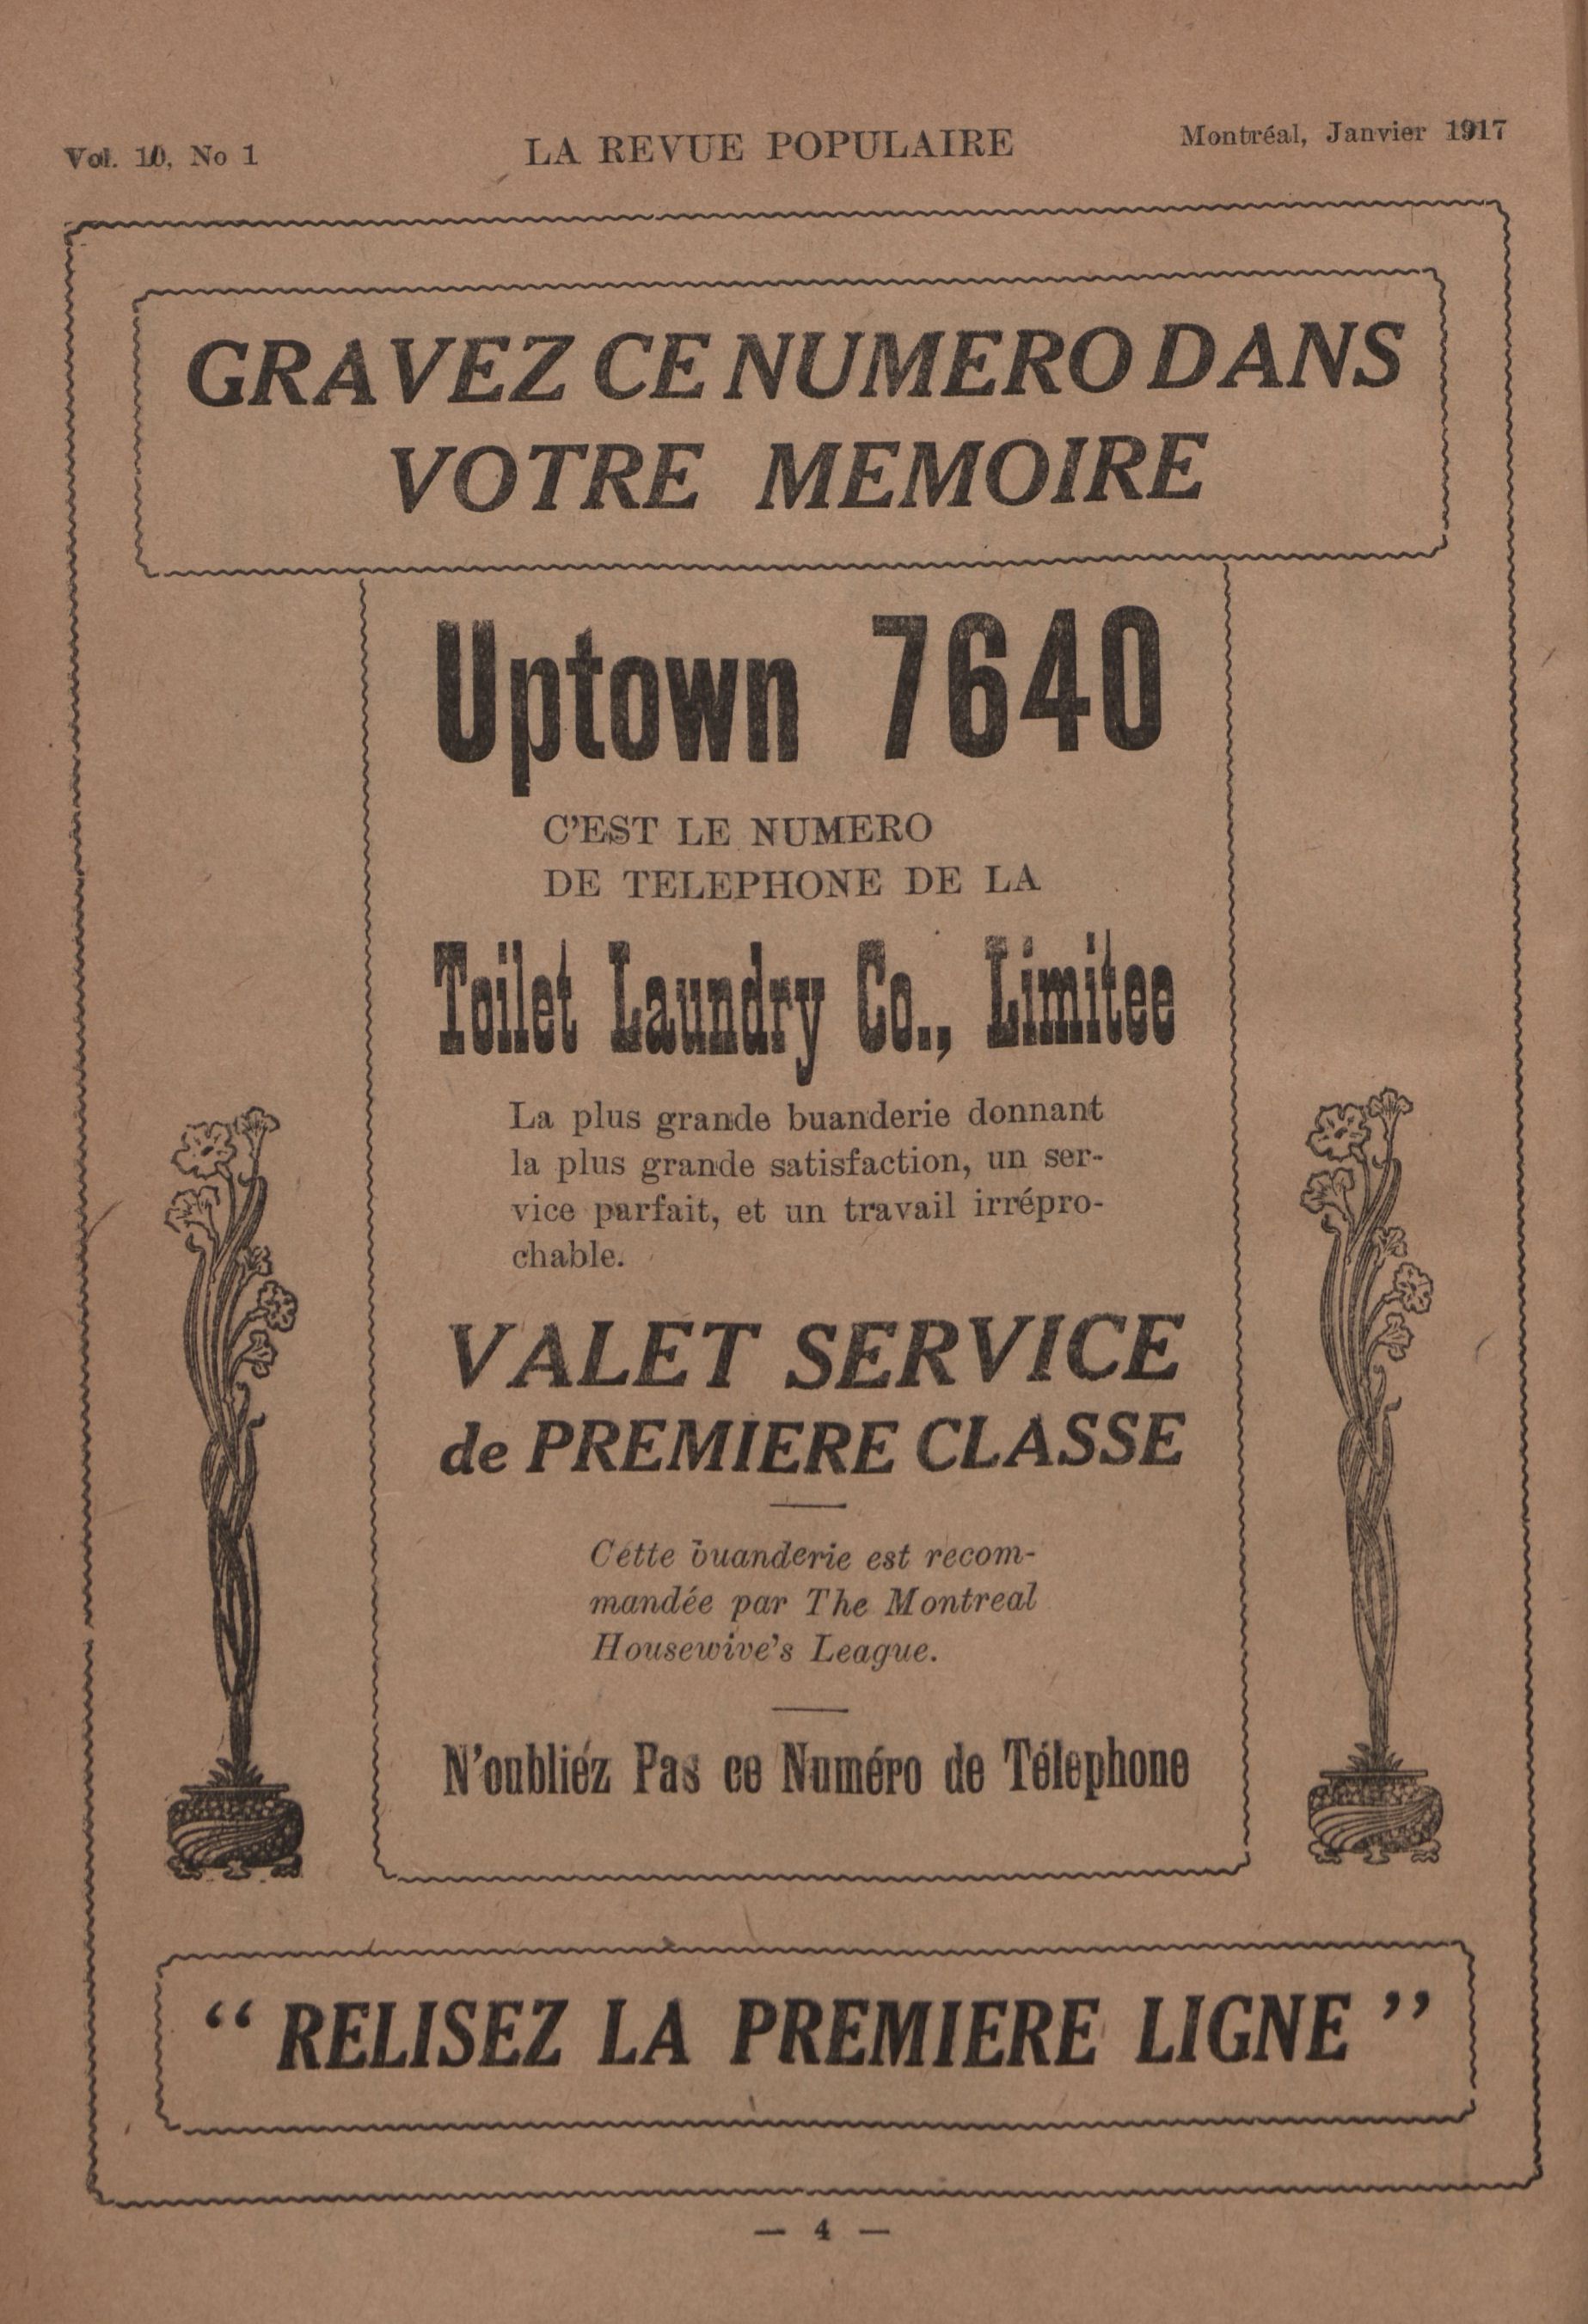 Vol. 10, No 1
LA REVUE POPULAIRE
Montréal, Janvier 1917
GRAVEZ CE NUMERO DANS
VOTRE MEMOIRE
Uptown 7640
C'EST LE NUMERO
DE TELEPHONE DE LA
Toilet Laundry Co., Limitee
La plus grande buanderie donnant
la plus grande satisfaction, un ser-
vice parfait, et un travail irrépro-
chable.
VALET SERVICE
de PREMIERE CLASSE
Cette buanderie est recom-
mandée par The Montreal
Housewive's League.
N'oubliez Pas ce Numéro de Télephone
“ RELISEZ LA PREMIERE LIGNE ”
— 4 —